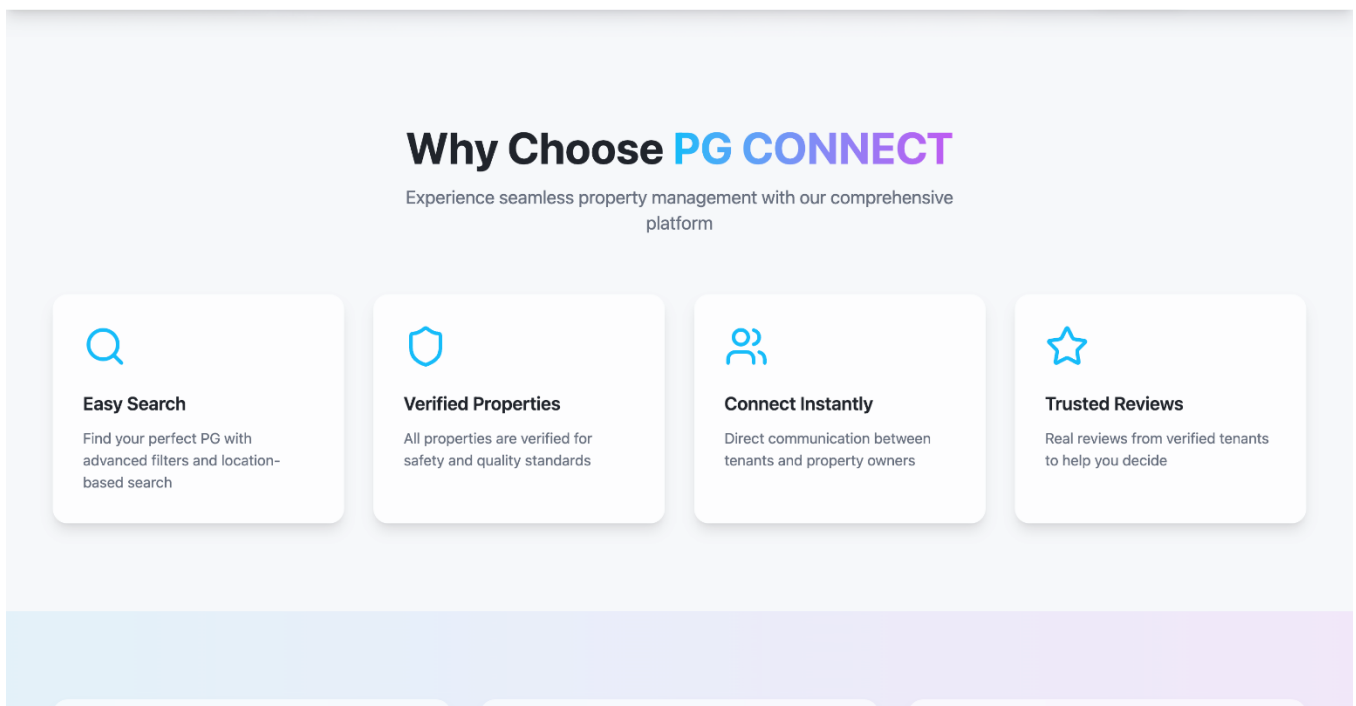 Why Choose PG CONNECT
Experience seamless property management with our comprehensive
platform
Easy Search
Find your perfect PG with
advanced filters and location-
based search
Verified Properties
All properties are verified for
safety and quality standards
Connect Instantly
Direct communication between
tenants and property owners
Trusted Reviews
Real reviews from verified tenants
to help you decide